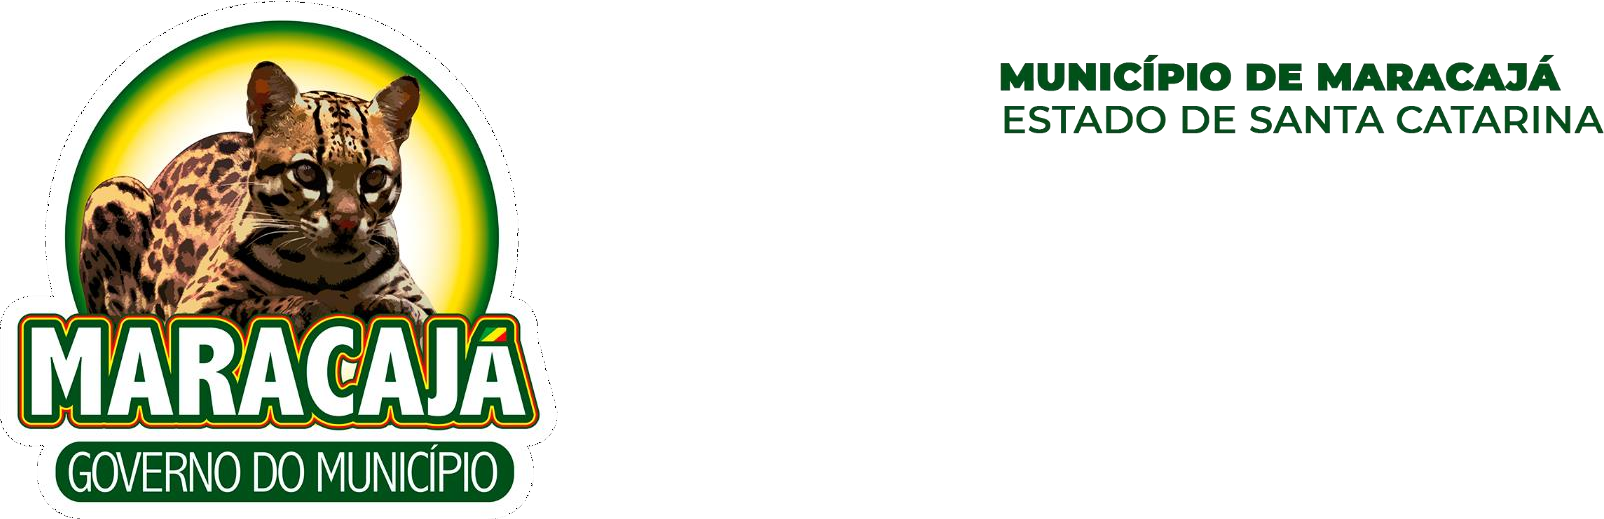 MUNICÍPIO DE MARACAJÁ
ESTADO DE SANTA CATARINA
MARACAJÁ
GOVERNO DO MUNICÍPIO